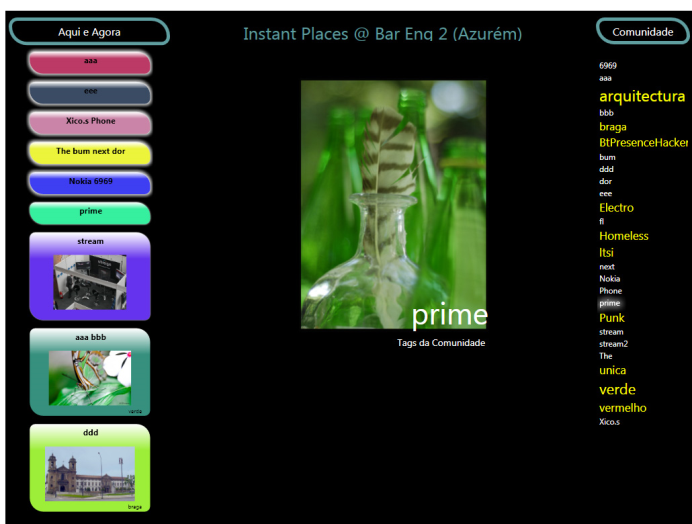 Aqui e Agora
aaa
eee
Xico.s Phone
The bum next dor
Nokia 6969
prime
stream
aaa bbb
verde
ddd
braga
Instant Places @ Bar Eng 2 (Azurém)
prime
Tags da Comunidade
Comunidade
6969
aaa
arquitectura
bbb
braga
BtPresenceHacker
bum
ddd
dor
eee
Electro
fl
Homeless
Itsi
next
Nokia
Phone
prime
Punk
stream
stream2
The
unica
verde
vermelho
Xico.s